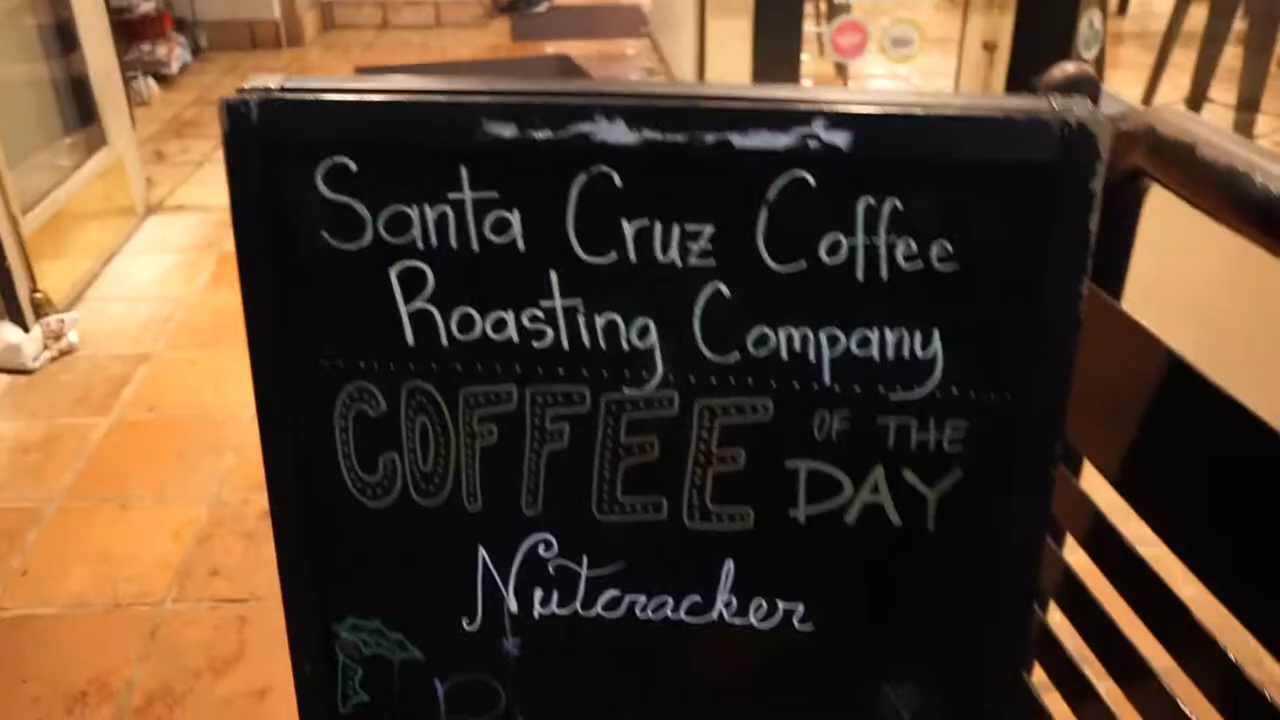 Santa Cruz Coffee
Roasting Company
COFFEE OF THE
DAY
Nutcracker